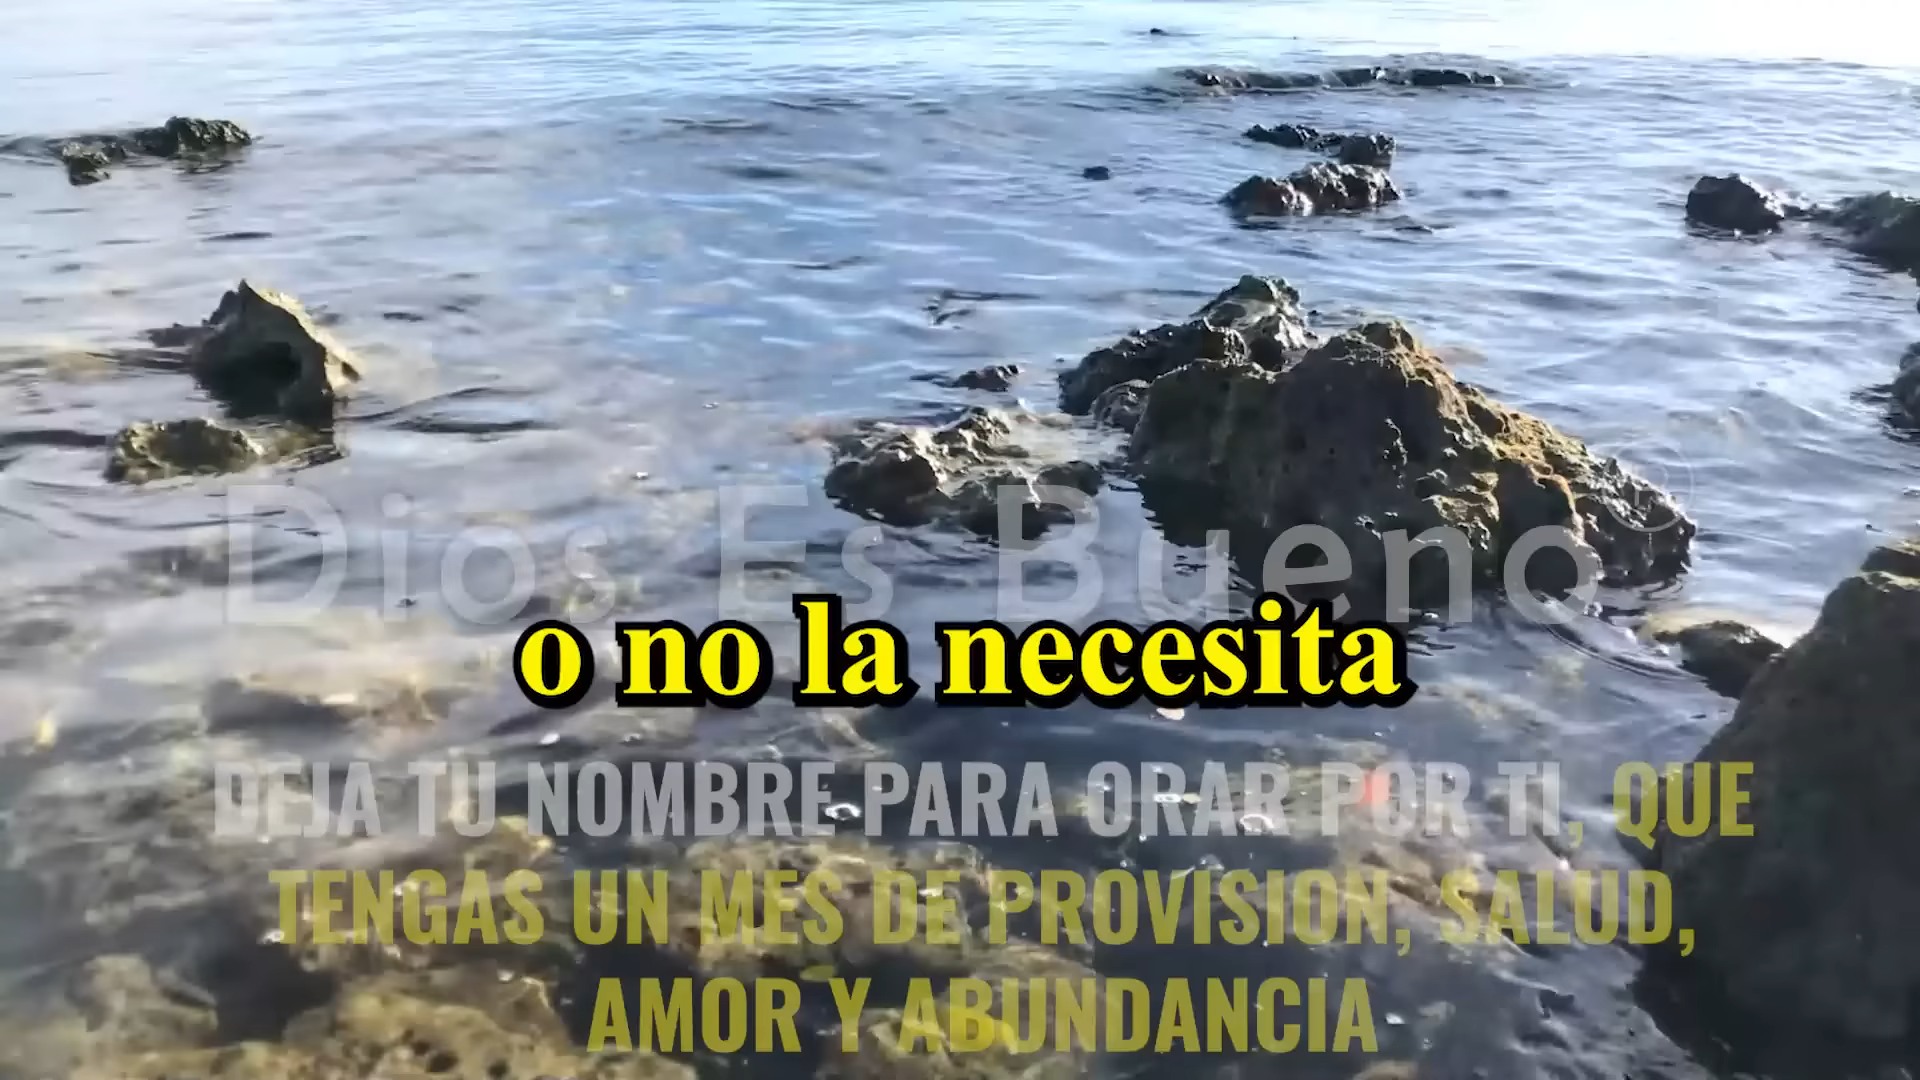 Dios Es Bueno®
o no la necesita
DEJA TU NOMBRE PARA ORAR POR TI, QUE
TENGAS UN MES DE PROVISION, SALUD,
AMOR Y ABUNDANCIA